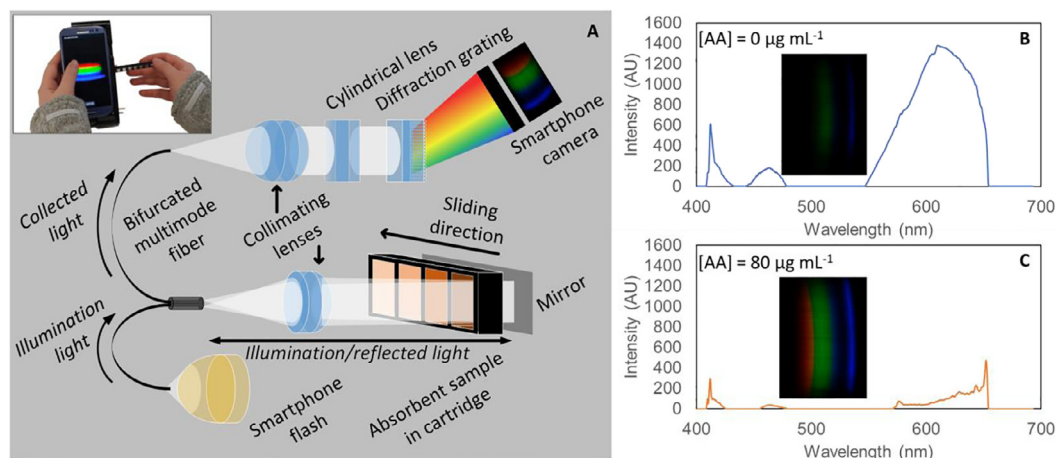 A
Cylindrical lens
Diffraction grating
Smartphone
camera
Collected
light
Bifurcated
multimode
fiber
Collimating
lenses
Sliding
direction
Mirror
Illumination
light
Illumination/reflected light
Smartphone
flash
Absorbent sample
in cartridge
[AA] = 0 µg mL⁻¹
B
Intensity (AU)
1600
1400
1200
1000
800
600
400
200
0
400
500
600
700
Wavelength (nm)
[AA] = 80 µg mL⁻¹
C
Intensity (AU)
1600
1400
1200
1000
800
600
400
200
0
400
500
600
700
Wavelength (nm)